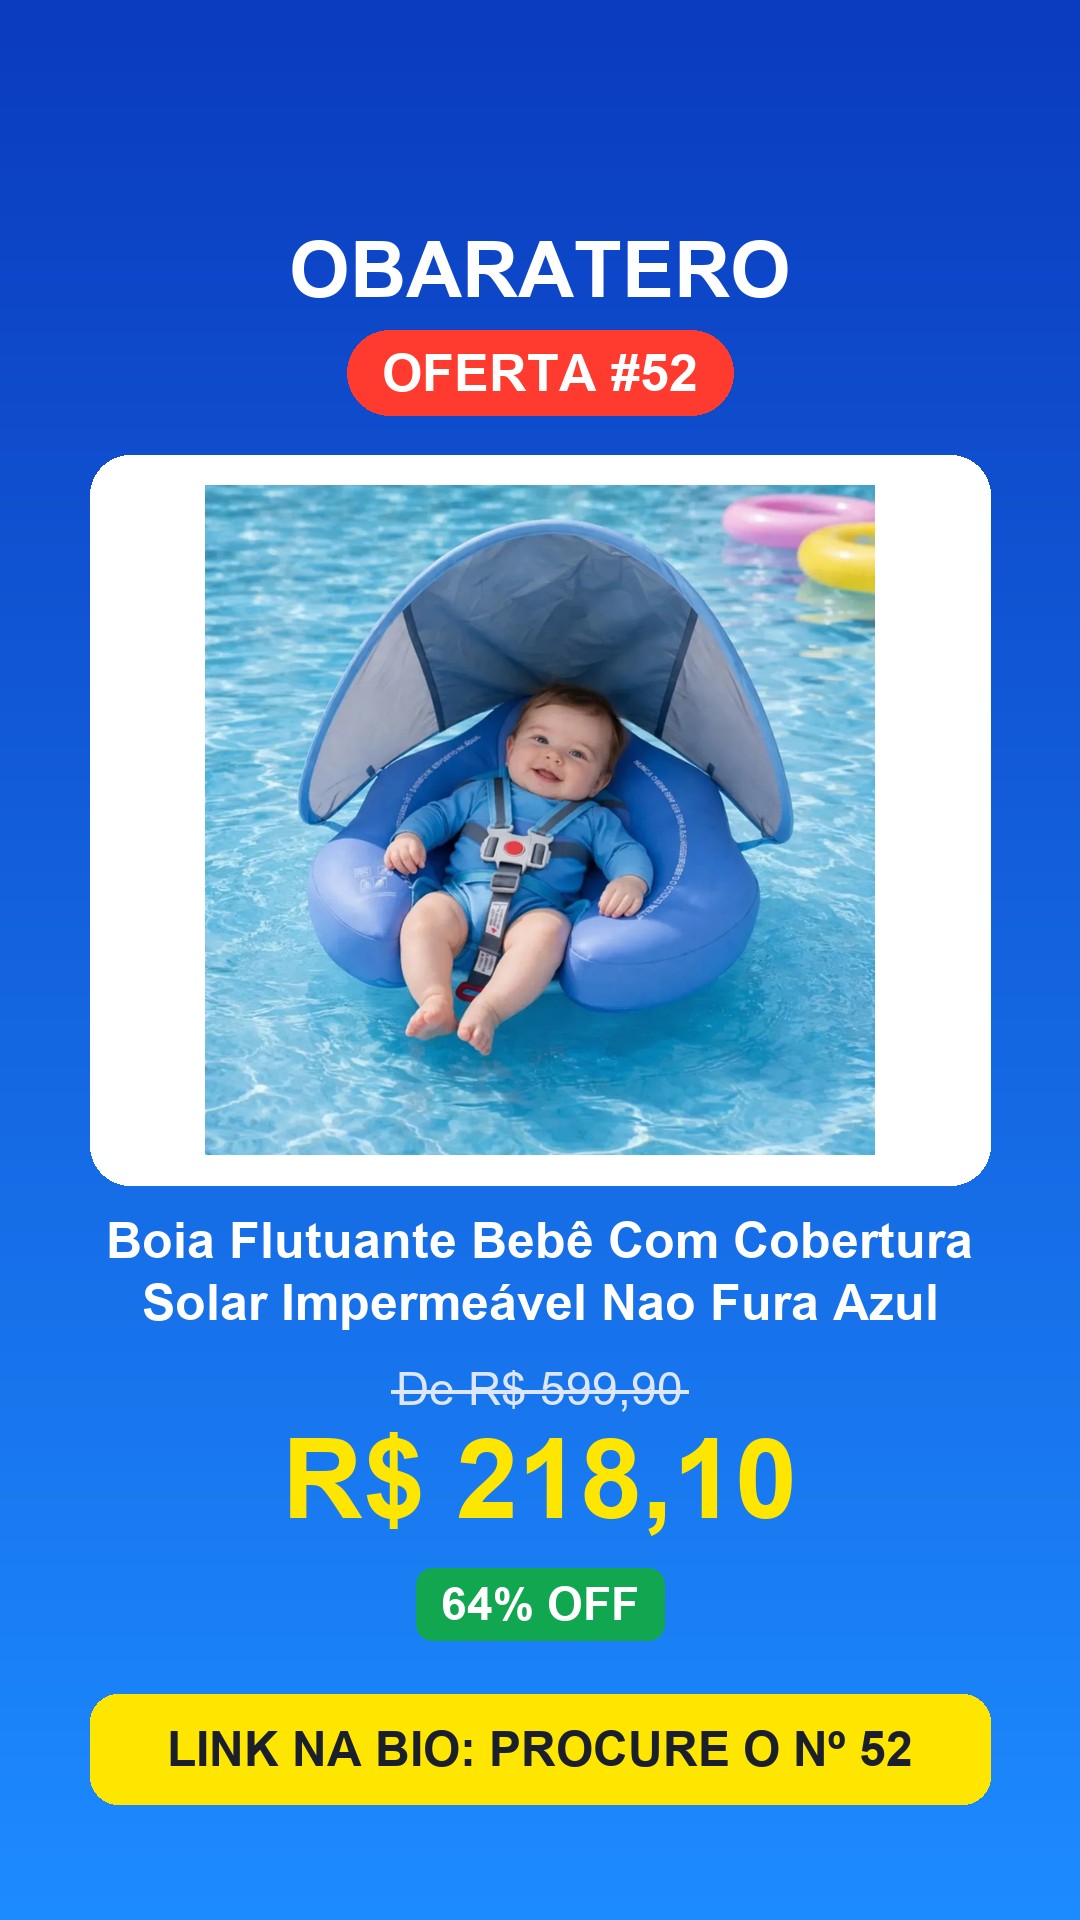 OBARATERO
OFERTA #52
Boia Flutuante Bebê Com Cobertura
Solar Impermeável Nao Fura Azul
De R$ 599,90
R$ 218,10
64% OFF
LINK NA BIO: PROCURE O Nº 52